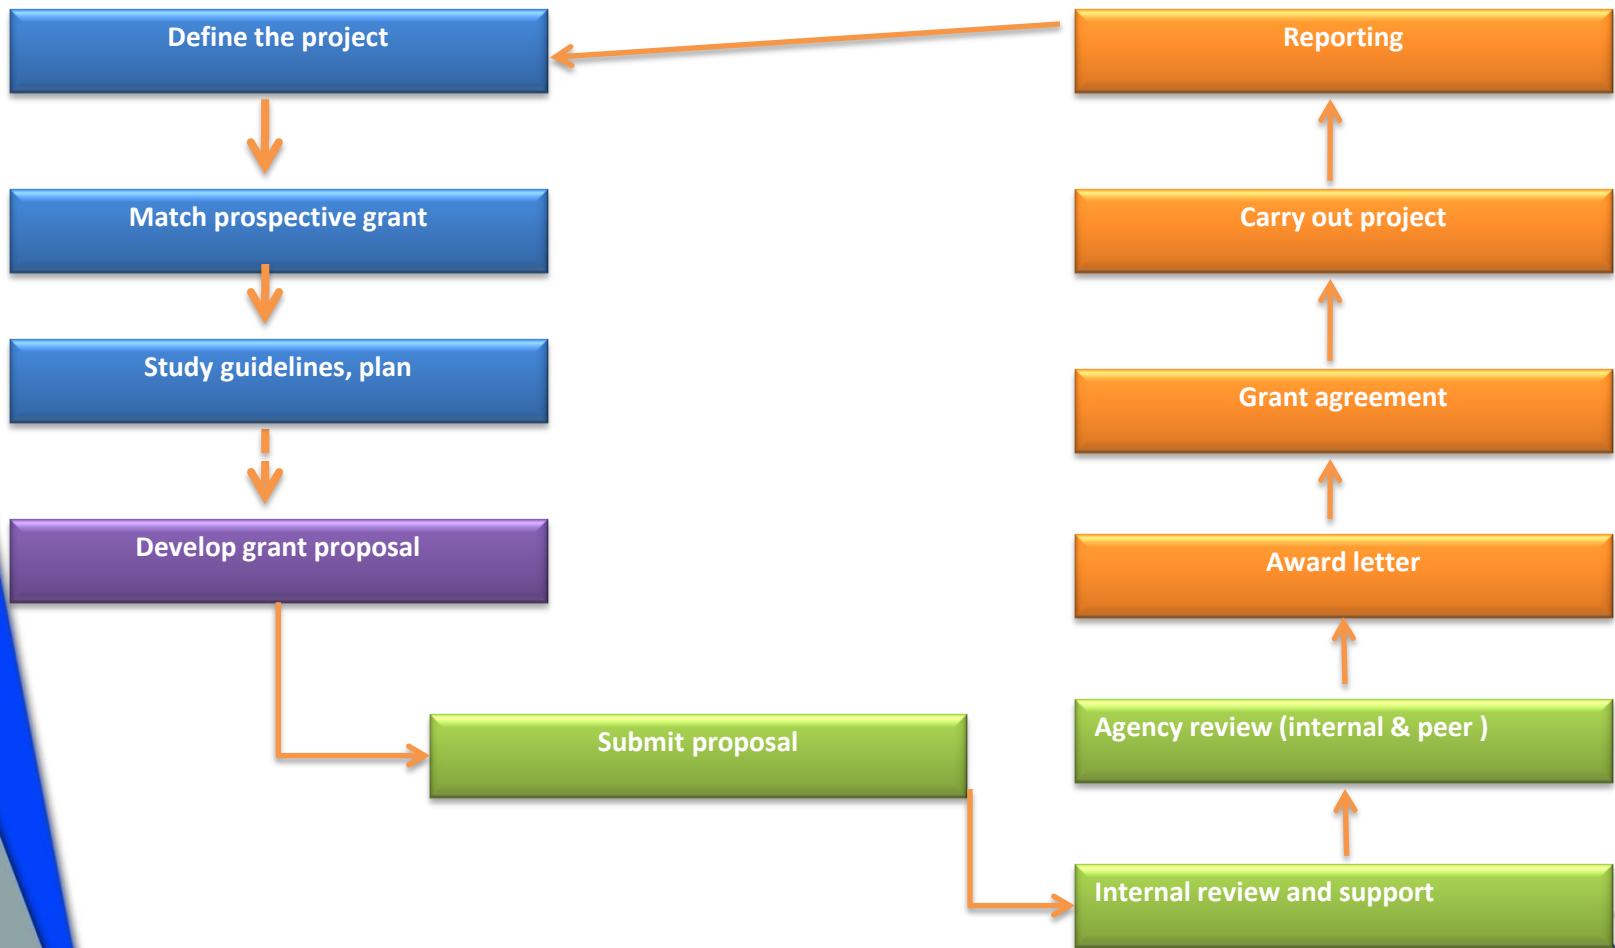 Define the project
Match prospective grant
Study guidelines, plan
Develop grant proposal
Submit proposal
Internal review and support
Agency review (internal & peer )
Award letter
Grant agreement
Carry out project
Reporting